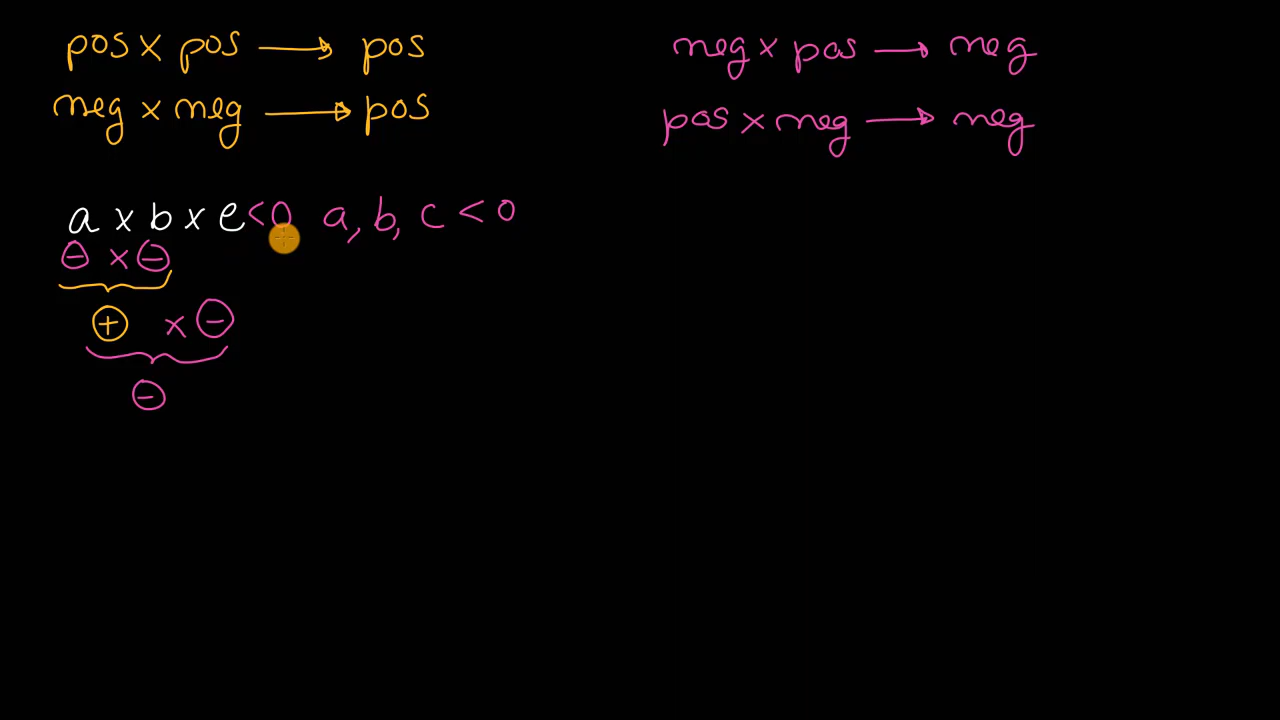 pos × pos → pos
neg × neg → pos
neg × pos → neg
pos × neg → neg
a × b × c < 0 a, b, c < 0
⊖ × ⊖
⊕ × ⊖
⊖